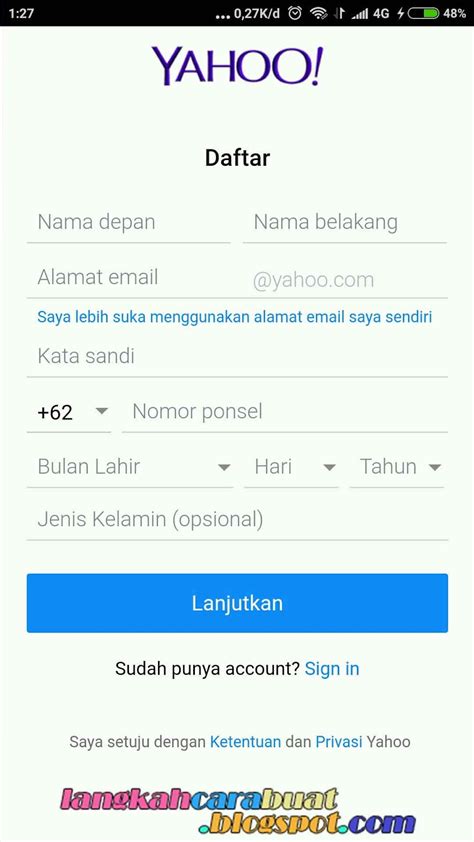 1:27 ... 0,27K/d 4G 48%
YAHOO!
Daftar
Nama depan Nama belakang
Alamat email @yahoo.com
Saya lebih suka menggunakan alamat email saya sendiri
Kata sandi
+62 Nomor ponsel
Bulan Lahir Hari Tahun
Jenis Kelamin (opsional)
Lanjutkan
Sudah punya account? Sign in
Saya setuju dengan Ketentuan dan Privasi Yahoo
langkahcarabuat
.blogspot.com